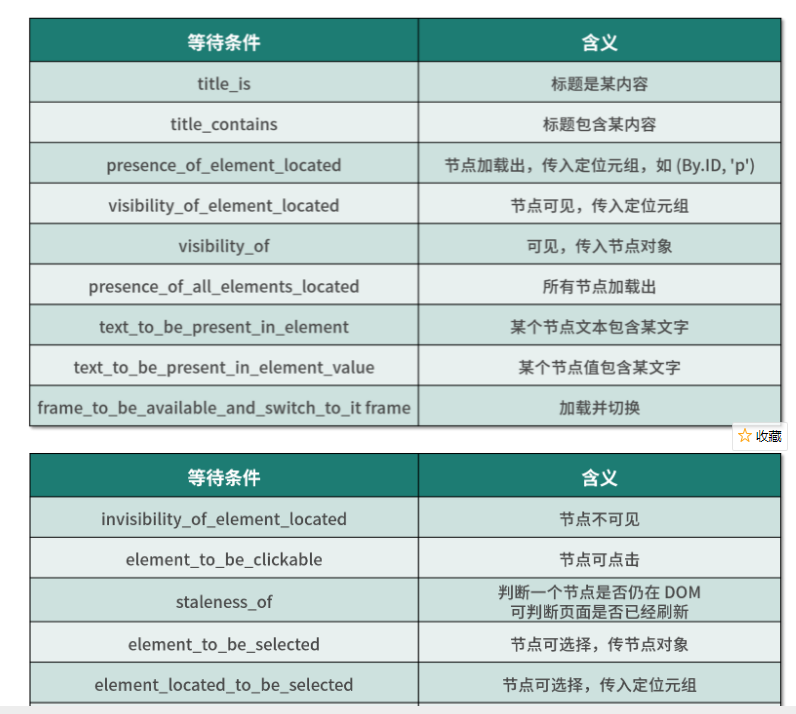 等待条件 含义
title_is 标题是某内容
title_contains 标题包含某内容
presence_of_element_located 节点加载出，传入定位元组，如 (By.ID, 'p')
visibility_of_element_located 节点可见，传入定位元组
visibility_of 可见，传入节点对象
presence_of_all_elements_located 所有节点加载出
text_to_be_present_in_element 某个节点文本包含某文字
text_to_be_present_in_element_value 某个节点值包含某文字
frame_to_be_available_and_switch_to_it frame 加载并切换
收藏
等待条件 含义
invisibility_of_element_located 节点不可见
element_to_be_clickable 节点可点击
staleness_of 判断一个节点是否仍在 DOM
可判断页面是否已经刷新
element_to_be_selected 节点可选择，传节点对象
element_located_to_be_selected 节点可选择，传入定位元组